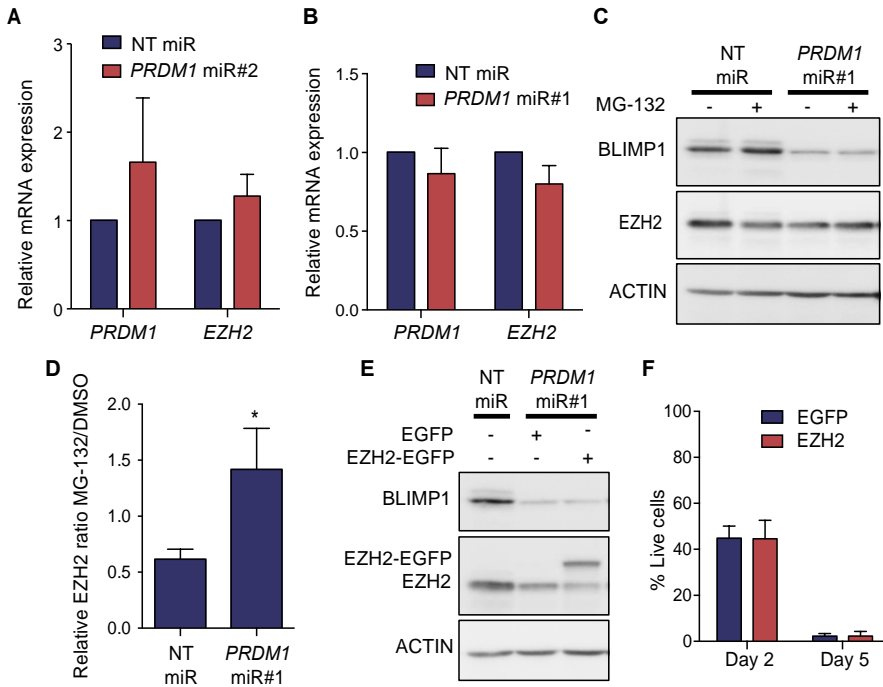 A
Relative mRNA expression
3
2
1
0
NT miR
PRDM1 miR#2
PRDM1
EZH2
B
Relative mRNA expression
1.5
1.0
0.5
0.0
NT miR
PRDM1 miR#1
PRDM1
EZH2
C
NT
miR
PRDM1
miR#1
MG-132 - + - +
BLIMP1
EZH2
ACTIN
D
Relative EZH2 ratio MG-132/DMSO
2.0
1.5
1.0
0.5
0.0
*
NT
miR
PRDM1
miR#1
E
NT
miR
PRDM1
miR#1
EGFP - + -
EZH2-EGFP - - +
BLIMP1
EZH2-EGFP
EZH2
ACTIN
F
% Live cells
100
80
60
40
20
0
EGFP
EZH2
Day 2
Day 5